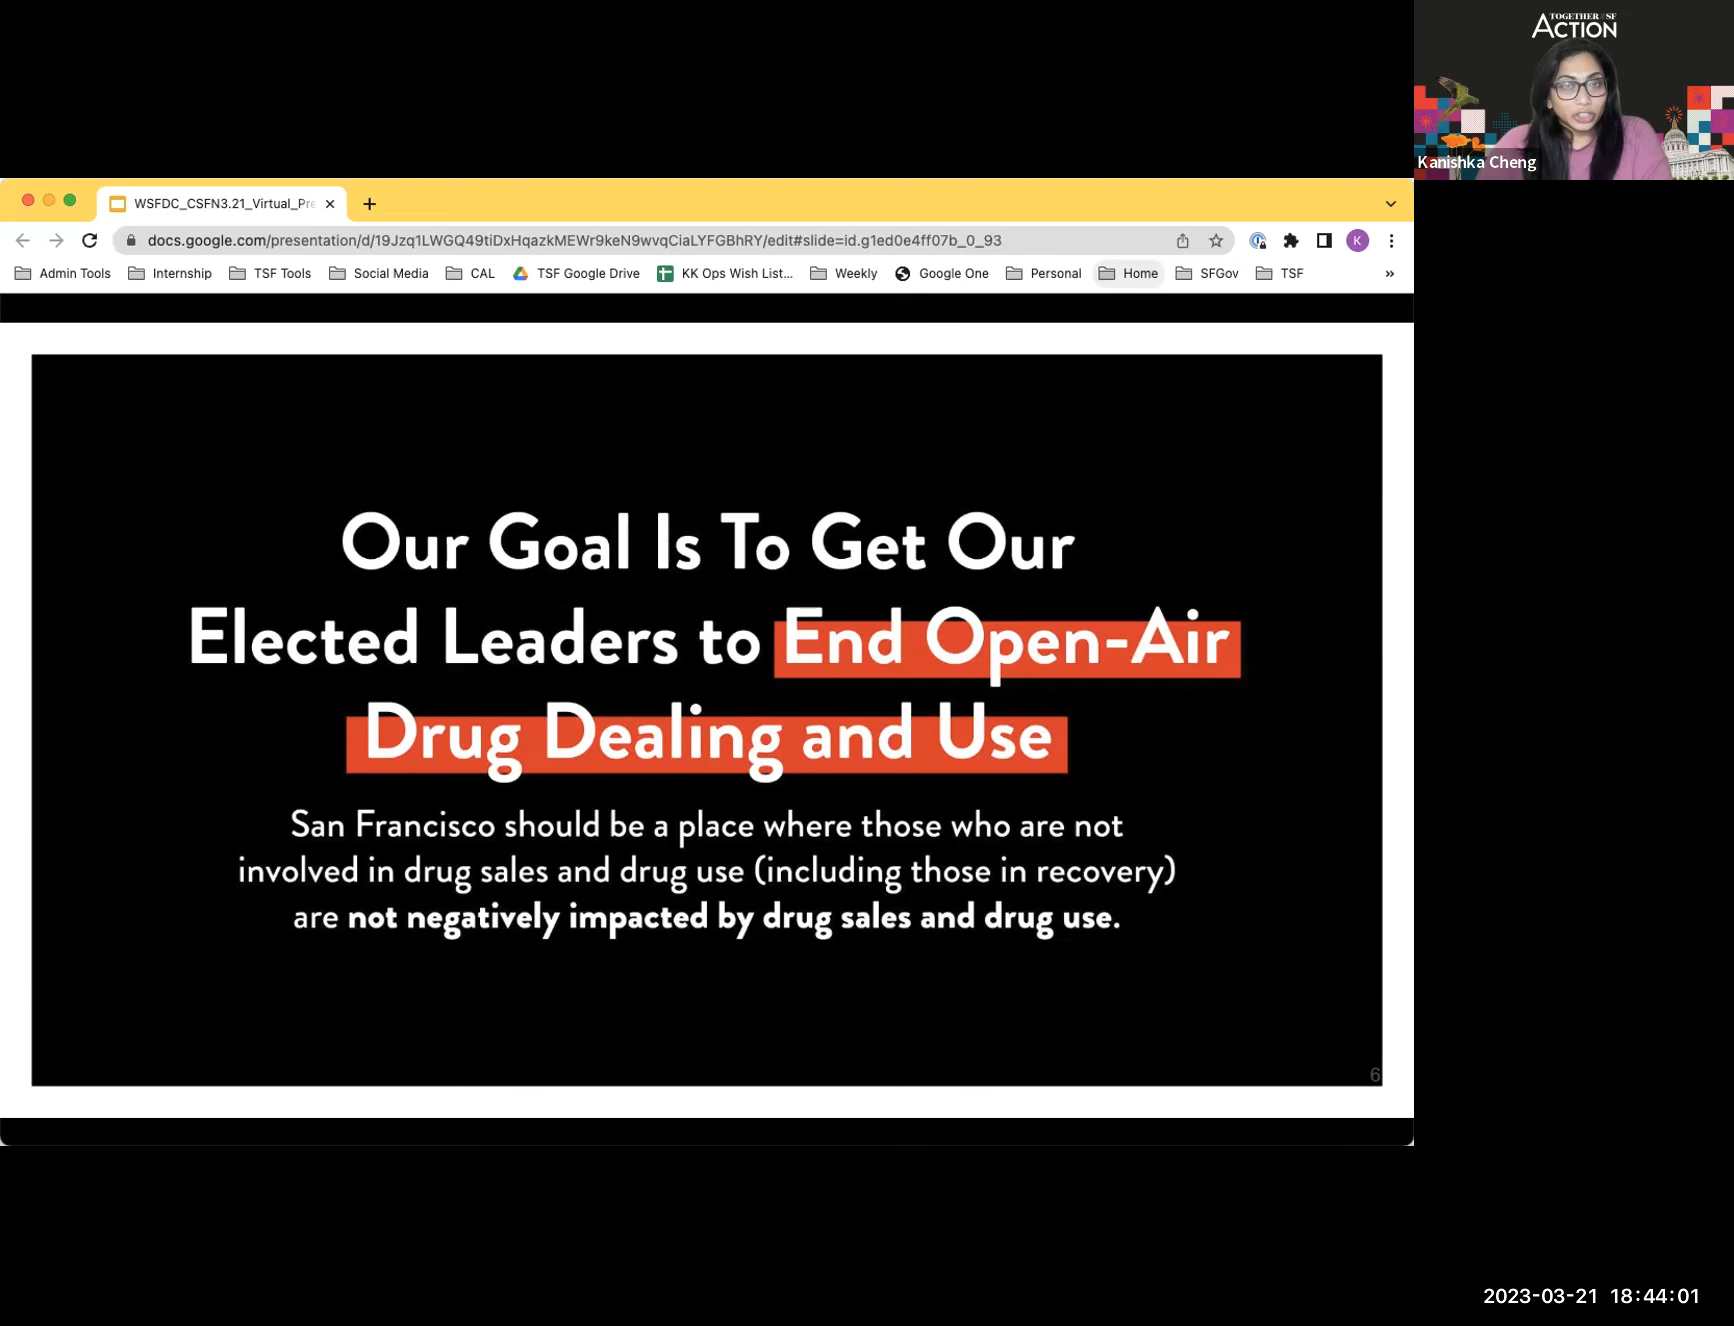 TOGETHER SF
ACTION
Kanishka Cheng
WSFDC_CSFN3.21_Virtual_Pre
docs.google.com/presentation/d/19Jzq1LWGQ49tiDxHqazkMEWr9keN9wvqCiaLYFGBhRY/edit#slide=id.g1ed0e4ff07b_0_93
K
Admin Tools Internship TSF Tools Social Media CAL TSF Google Drive KK Ops Wish List... Weekly Google One Personal Home SFGov TSF »
Our Goal Is To Get Our
Elected Leaders to End Open-Air
Drug Dealing and Use
San Francisco should be a place where those who are not
involved in drug sales and drug use (including those in recovery)
are not negatively impacted by drug sales and drug use.
6
2023-03-21 18:44:01